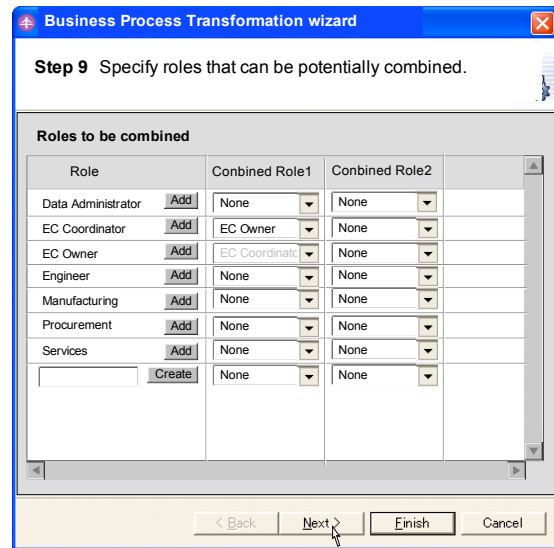 Business Process Transformation wizard
Step 9 Specify roles that can be potentially combined.
Roles to be combined
Role Conbined Role1 Combined Role2
Data Administrator Add None None
EC Coordinator Add EC Owner None
EC Owner Add EC Coordinatc None
Engineer Add None None
Manufacturing Add None None
Procurement Add None None
Services Add None None
Create None None
< Back Next > Finish Cancel